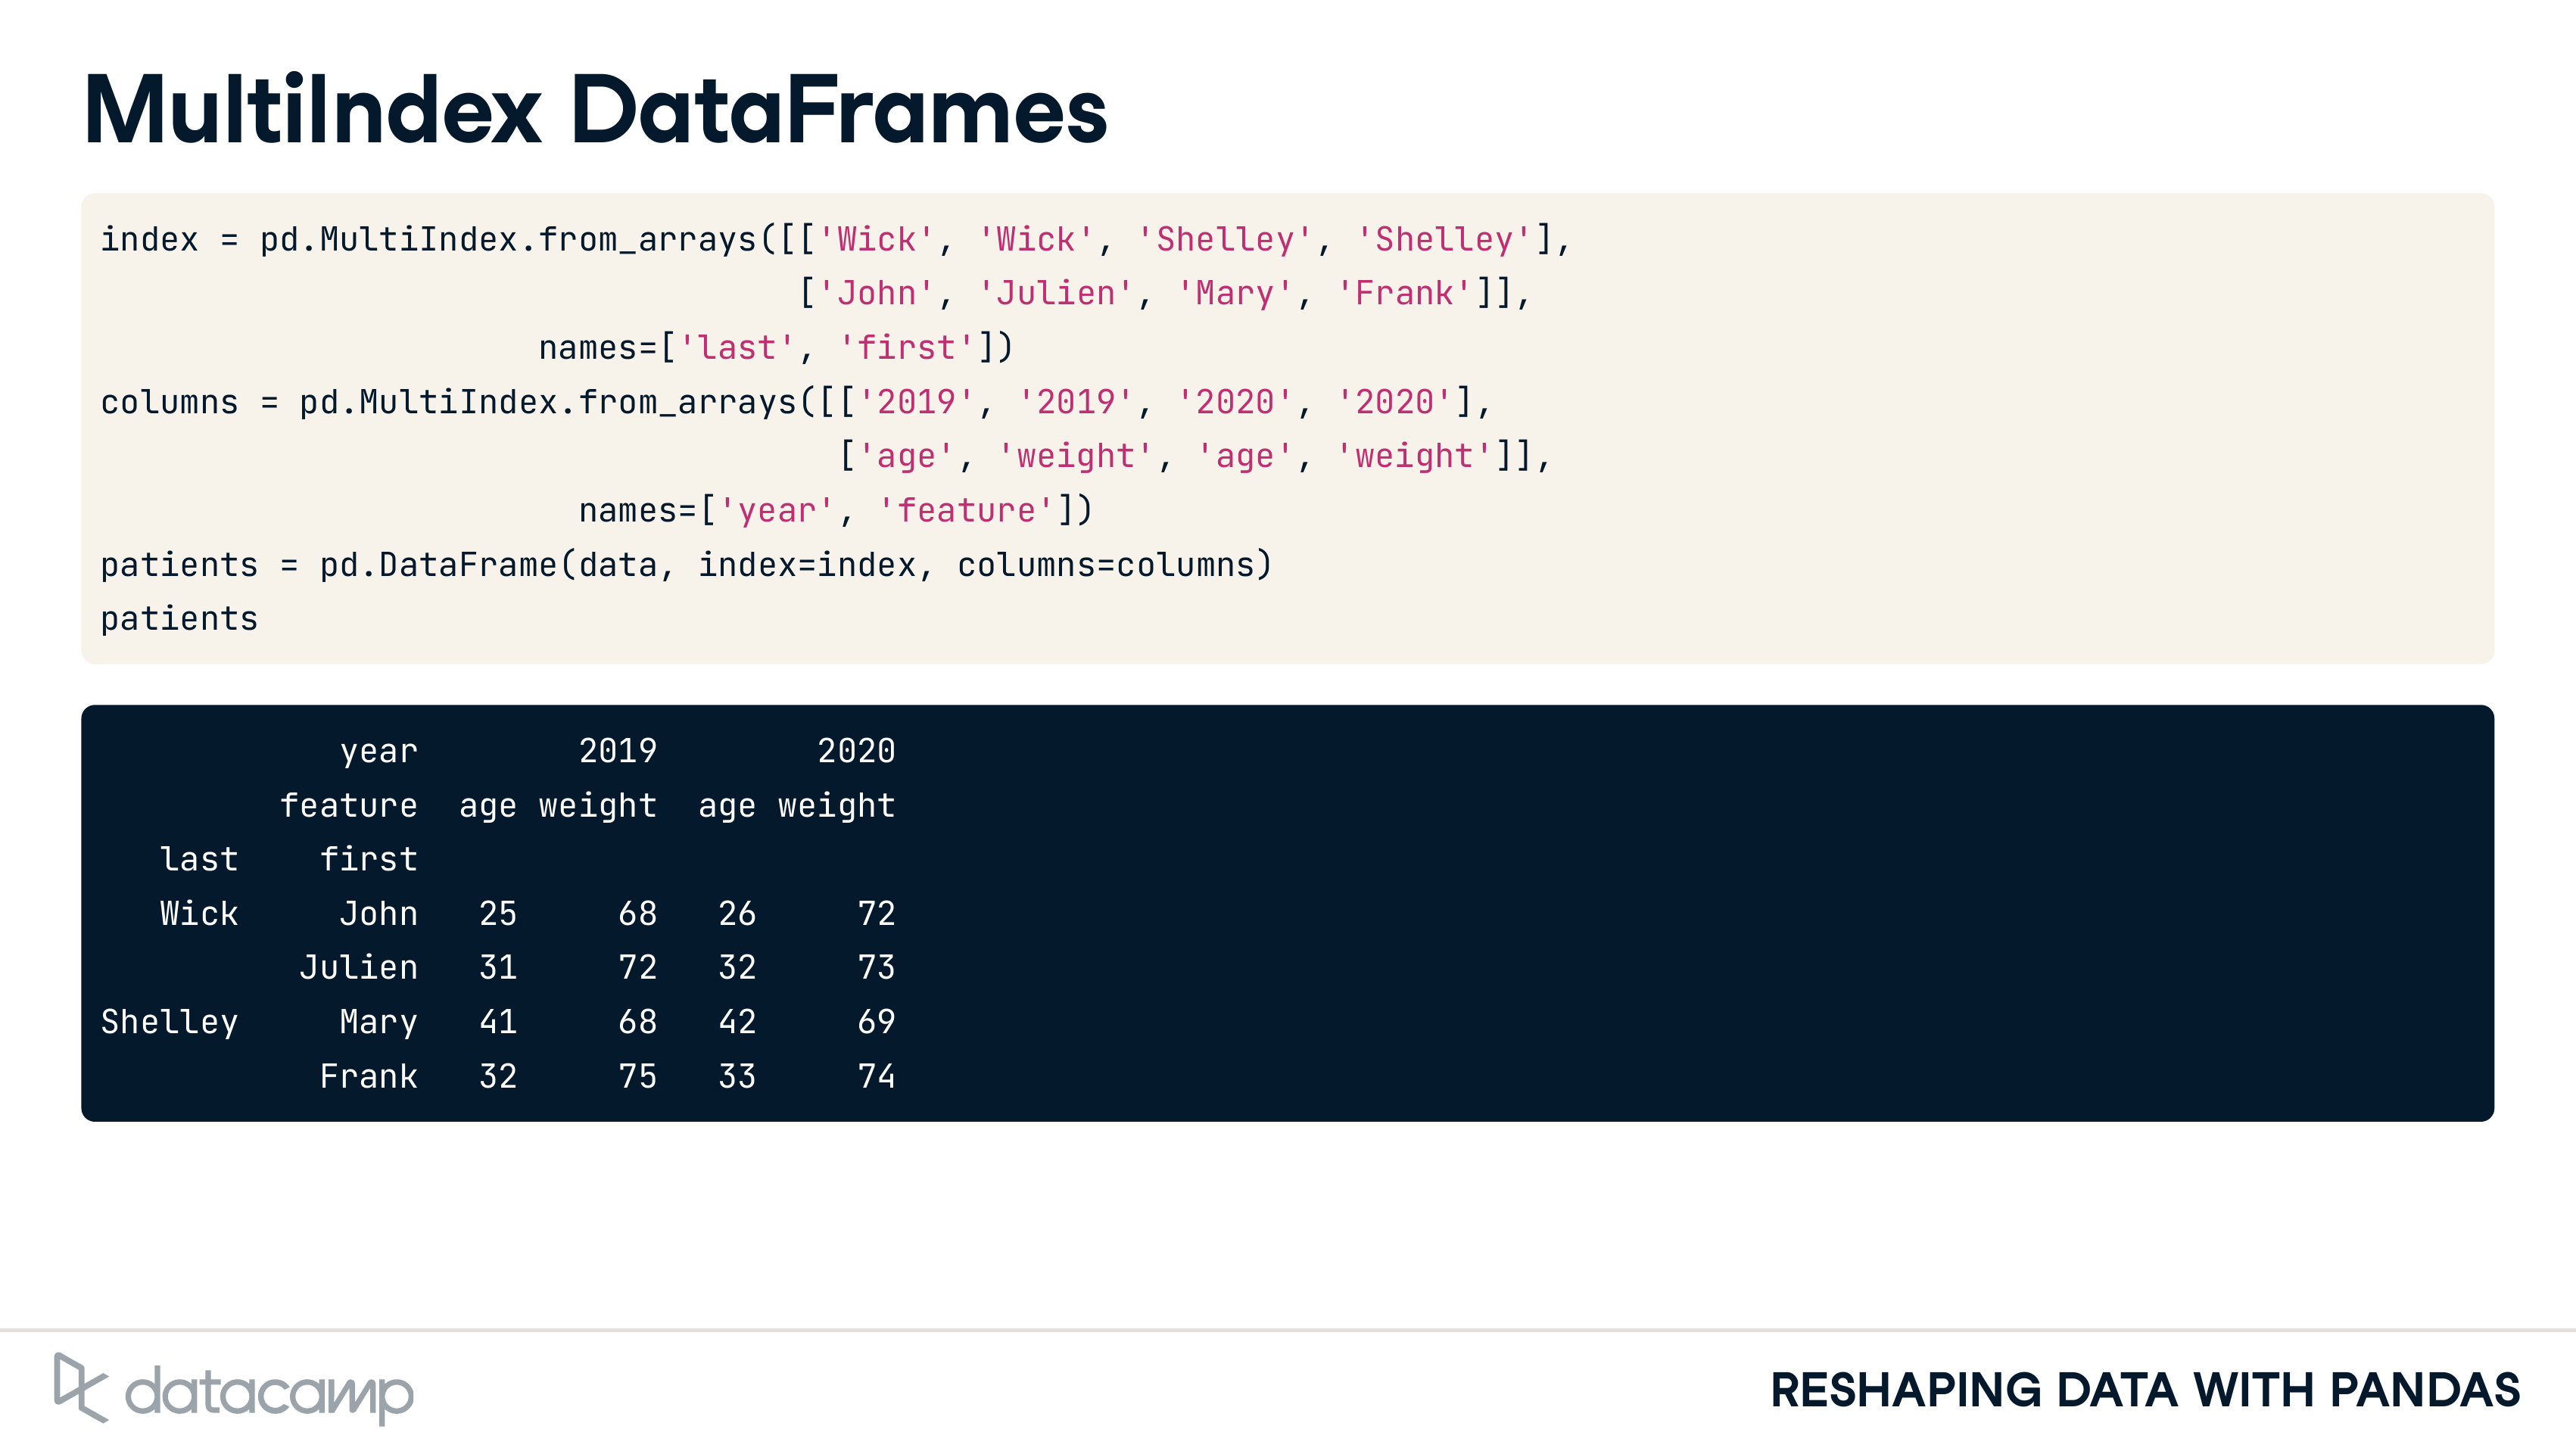 MultiIndex DataFrames
index = pd.MultiIndex.from_arrays([['Wick', 'Wick', 'Shelley', 'Shelley'],
                                   ['John', 'Julien', 'Mary', 'Frank']],
                      names=['last', 'first'])
columns = pd.MultiIndex.from_arrays([['2019', '2019', '2020', '2020'],
                                     ['age', 'weight', 'age', 'weight']],
                        names=['year', 'feature'])
patients = pd.DataFrame(data, index=index, columns=columns)
patients
            year        2019        2020
         feature  age weight  age weight
   last    first
   Wick     John   25     68   26     72
          Julien   31     72   32     73
Shelley     Mary   41     68   42     69
           Frank   32     75   33     74
datacamp
RESHAPING DATA WITH PANDAS